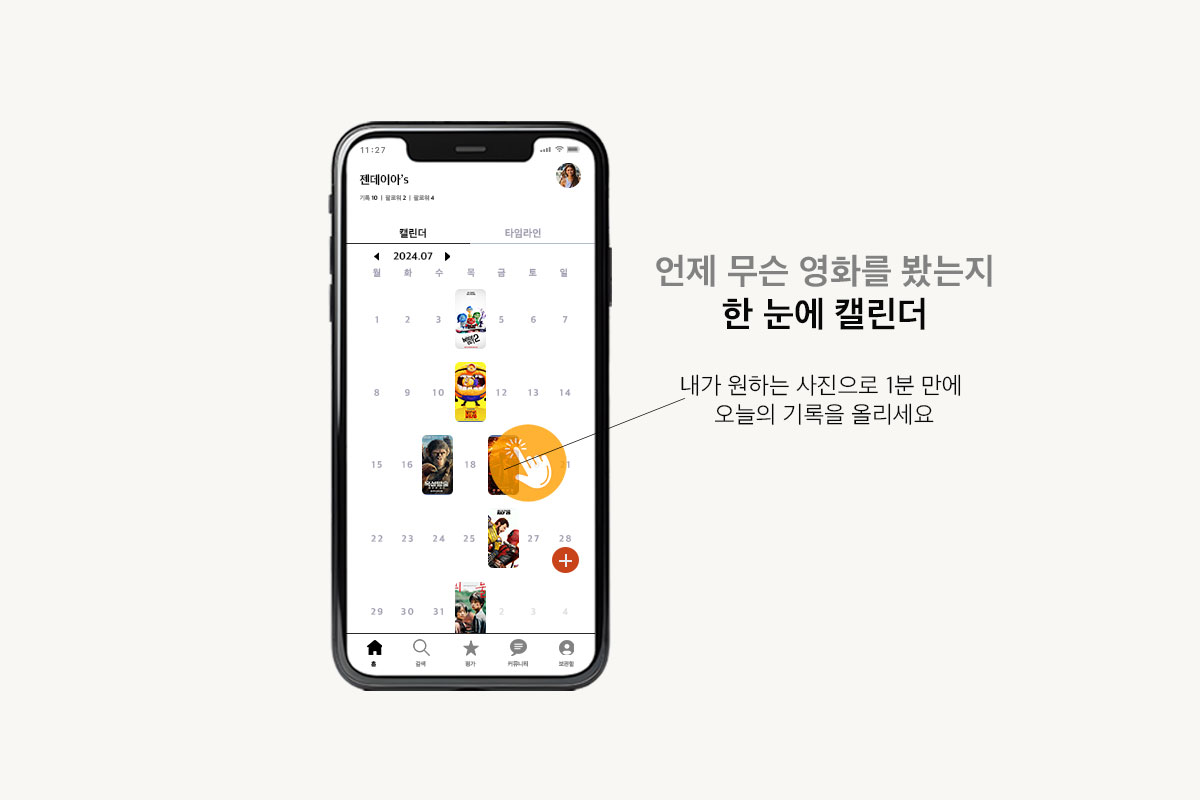 11:27
젠데이아's
기록 10 | 팔로워 2 | 팔로워 4
캘린더 타임라인
2024.07
월 화 수 목 금 토 일
1 2 3 5 6 7
8 9 10 12 13 14
15 16 18
22 23 24 25 27 28
29 30 31 2 3 4
홈 검색 평가 커뮤니티 보관함
언제 무슨 영화를 봤는지
한 눈에 캘린더
내가 원하는 사진으로 1분 만에
오늘의 기록을 올리세요